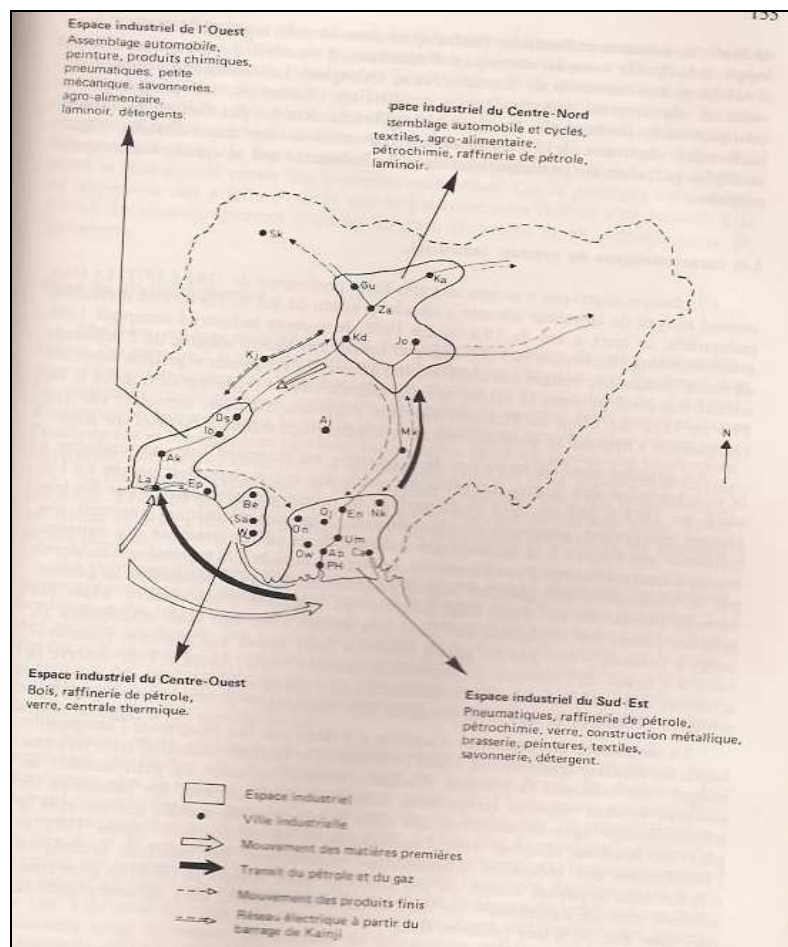 155
Espace industriel de l'Ouest
Assemblage automobile,
peinture, produits chimiques,
pneumatiques, petite
mécanique, savonneries,
agro-alimentaire,
laminoir, détergents.
pace industriel du Centre-Nord
ssemblage automobile et cycles,
textiles, agro-alimentaire,
pétrochimie, raffinerie de pétrole,
laminoir.
Sk
Gu
Ka
Za
Kd
Jo
Kj
Os
Ib
Aj
Mk
N
Ak
La
Ep
Be
Sa
W
On
Oj
En
Nk
Um
Ow
Ab
Ca
PH
Espace industriel du Centre-Ouest
Bois, raffinerie de pétrole,
verre, centrale thermique.
Espace industriel du Sud-Est
Pneumatiques, raffinerie de pétrole,
pétrochimie, verre, construction métallique,
brasserie, peintures, textiles,
savonnerie, détergent.
Espace industriel
Ville industrielle
Mouvement des matières premières
Transit du pétrole et du gaz
Mouvement des produits finis
Réseau électrique à partir du
barrage de Kainji